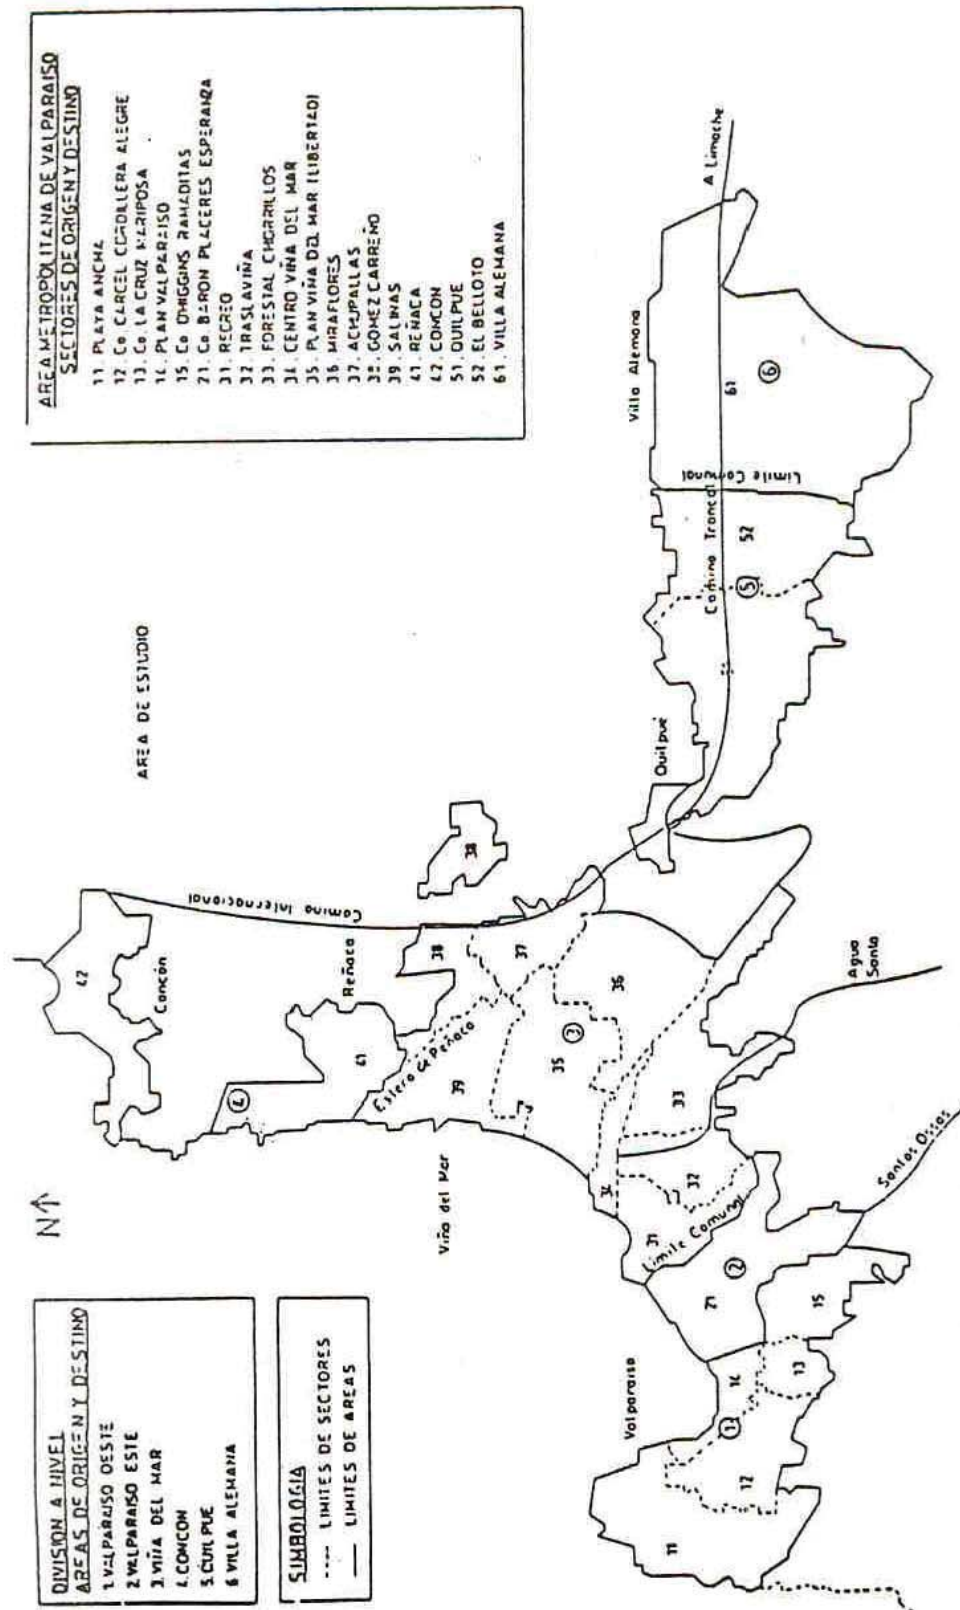 AREA METROPOLITANA DE VALPARAISO
SECTORES DE ORIGEN Y DESTINO
11. PLAYA ANCHA
12. Co. CARCEL CORDILLERA ALEGRE
13. Co. LA CRUZ MARIPOSA
14. PLAN VALPARAISO
15. Co OHIGGINS RAMADITAS
21. Co BARON PLACERES ESPERANZA
31. RECREO
32. TRASLAVIÑA
33. FORESTAL CHORRILLOS
34. CENTRO VIÑA DEL MAR
35. PLAN VIÑA DEL MAR (LIBERTAD)
36 MIRAFLORES
37. ACHUPALLAS
38. GOMEZ CARREÑO
39. SALINAS
41. REÑACA
42. CONCON
51. QUILPUE
52. EL BELLOTO
61. VILLA ALEMANA
AREA DE ESTUDIO
N↑
DIVISION A NIVEL
AREAS DE ORIGEN Y DESTINO
1. VALPARAISO OESTE
2. VALPARAISO ESTE
3. VIÑA DEL MAR
4. CONCON
5. QUILPUE
6 VILLA ALEMANA
SIMBOLOGIA
---- LIMITES DE SECTORES
— LIMITES DE AREAS
42
Concón
Camino Internacional
Reñaca
4
41
Estero de Reñaca
38
38
37
39
35
3
36
Viña del Mar
34
33
31
32
Limite Comunal
Agua Santa
Santos Ossas
2
21
15
Valparaiso
14
13
1
12
11
Quilpué
Camino Troncal
5
52
Limite Comunal
Villa Alemana
61
6
A Limache